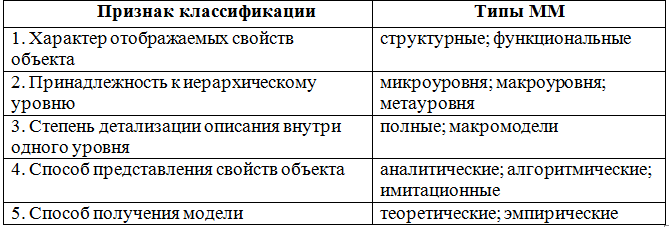 Признак классификации
Типы ММ
1. Характер отображаемых свойств
объекта
структурные; функциональные
2. Принадлежность к иерархическому
уровню
микроуровня; макроуровня;
метауровня
3. Степень детализации описания внутри
одного уровня
полные; макромодели
4. Способ представления свойств объекта
аналитические; алгоритмические;
имитационные
5. Способ получения модели
теоретические; эмпирические